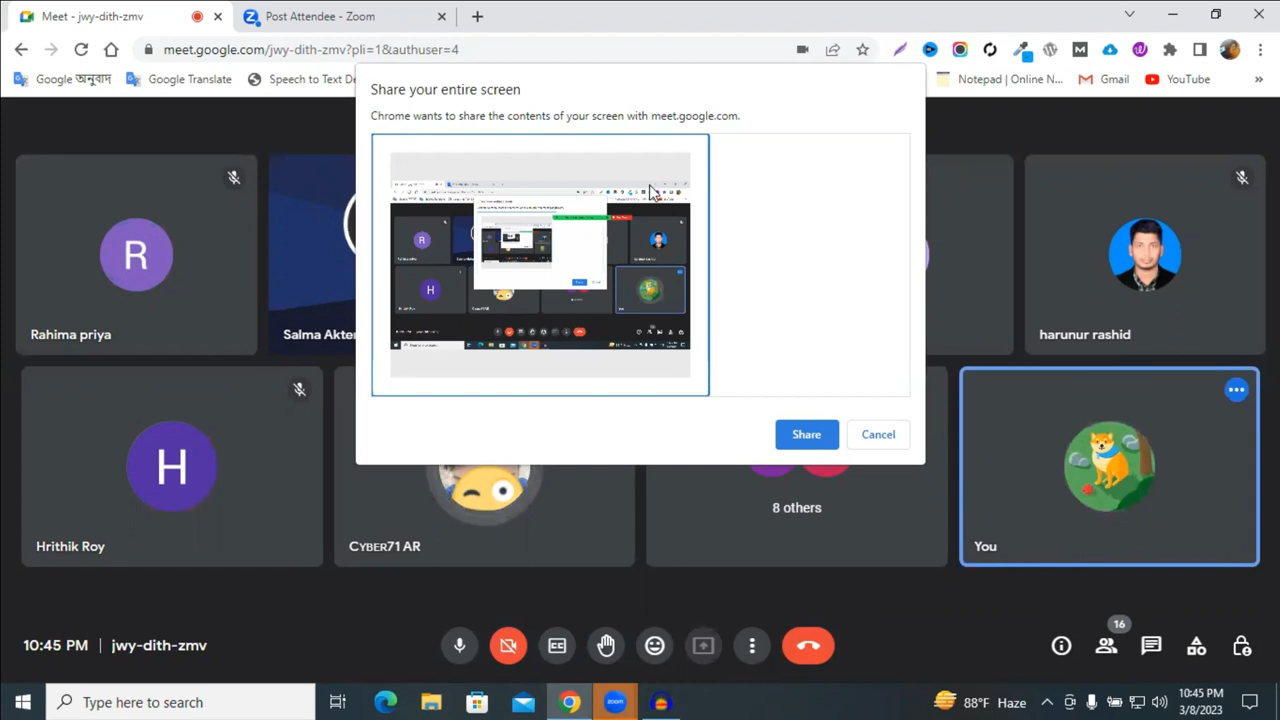 Meet - jwy-dith-zmv
Post Attendee - Zoom
meet.google.com/jwy-dith-zmv?pli=1&authuser=4
Google অনুবাদ
Google Translate
Speech to Text De
Notepad | Online N...
Gmail
YouTube
Share your entire screen
Chrome wants to share the contents of your screen with meet.google.com.
R
Rahima priya
Salma Akter
harunur rashid
Share
Cancel
H
Hrithik Roy
CYBER71 AR
8 others
You
10:45 PM | jwy-dith-zmv
16
Type here to search
zoom
88°F Haze
10:45 PM
3/8/2023